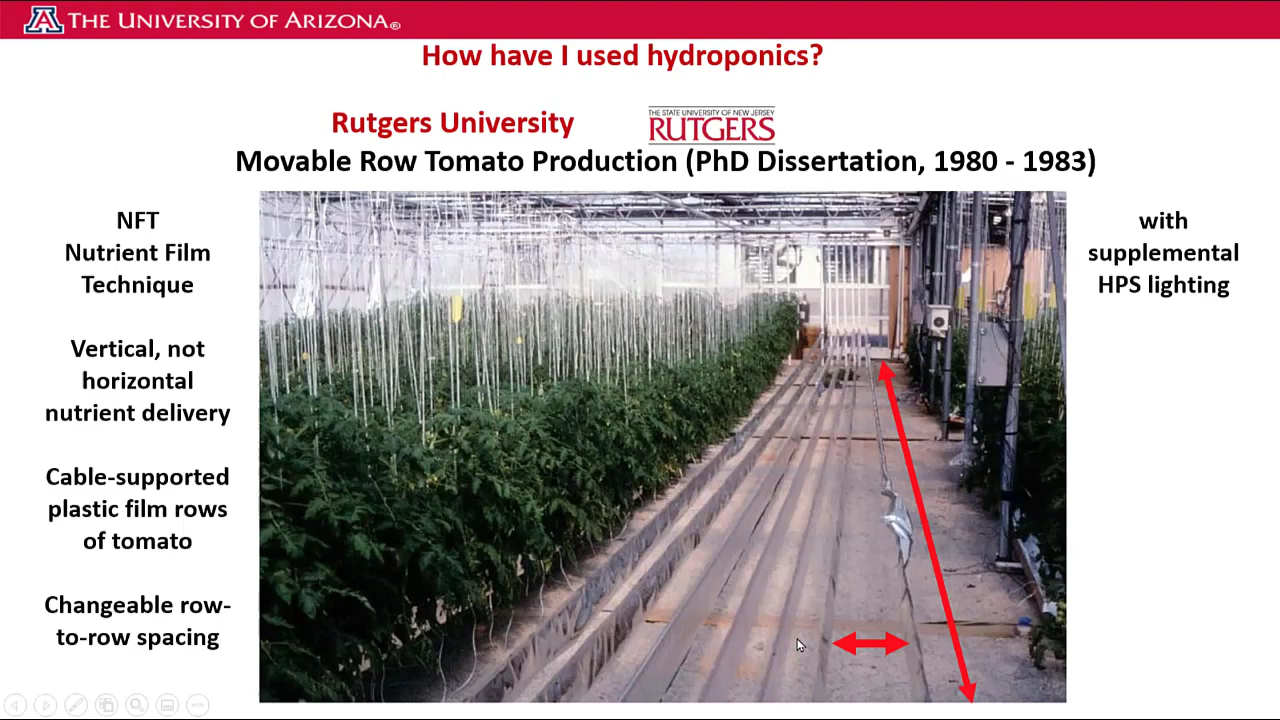 THE UNIVERSITY OF ARIZONA®
How have I used hydroponics?
Rutgers University
THE STATE UNIVERSITY OF NEW JERSEY
RUTGERS
Movable Row Tomato Production (PhD Dissertation, 1980 - 1983)
NFT
Nutrient Film
Technique
Vertical, not
horizontal
nutrient delivery
Cable-supported
plastic film rows
of tomato
Changeable row-
to-row spacing
with
supplemental
HPS lighting